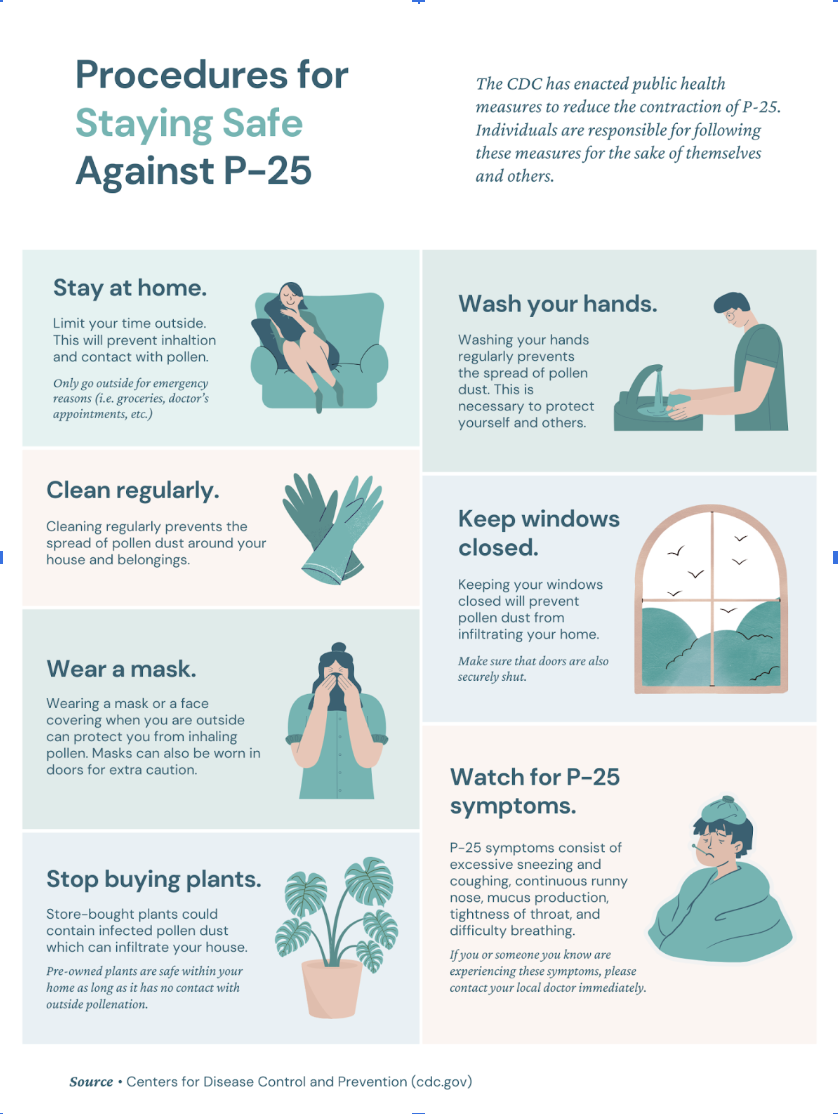 Procedures for
Staying Safe
Against P-25
The CDC has enacted public health
measures to reduce the contraction of P-25.
Individuals are responsible for following
these measures for the sake of themselves
and others.
Stay at home.
Limit your time outside.
This will prevent inhaltion
and contact with pollen.
Only go outside for emergency
reasons (i.e. groceries, doctor's
appointments, etc.)
Wash your hands.
Washing your hands
regularly prevents
the spread of pollen
dust. This is
necessary to protect
yourself and others.
Clean regularly.
Cleaning regularly prevents the
spread of pollen dust around your
house and belongings.
Keep windows
closed.
Keeping your windows
closed will prevent
pollen dust from
infiltrating your home.
Make sure that doors are also
securely shut.
Wear a mask.
Wearing a mask or a face
covering when you are outside
can protect you from inhaling
pollen. Masks can also be worn in
doors for extra caution.
Watch for P-25
symptoms.
P-25 symptoms consist of
excessive sneezing and
coughing, continuous runny
nose, mucus production,
tightness of throat, and
difficulty breathing.
If you or someone you know are
experiencing these symptoms, please
contact your local doctor immediately.
Stop buying plants.
Store-bought plants could
contain infected pollen dust
which can infiltrate your house.
Pre-owned plants are safe within your
home as long as it has no contact with
outside pollenation.
Source • Centers for Disease Control and Prevention (cdc.gov)